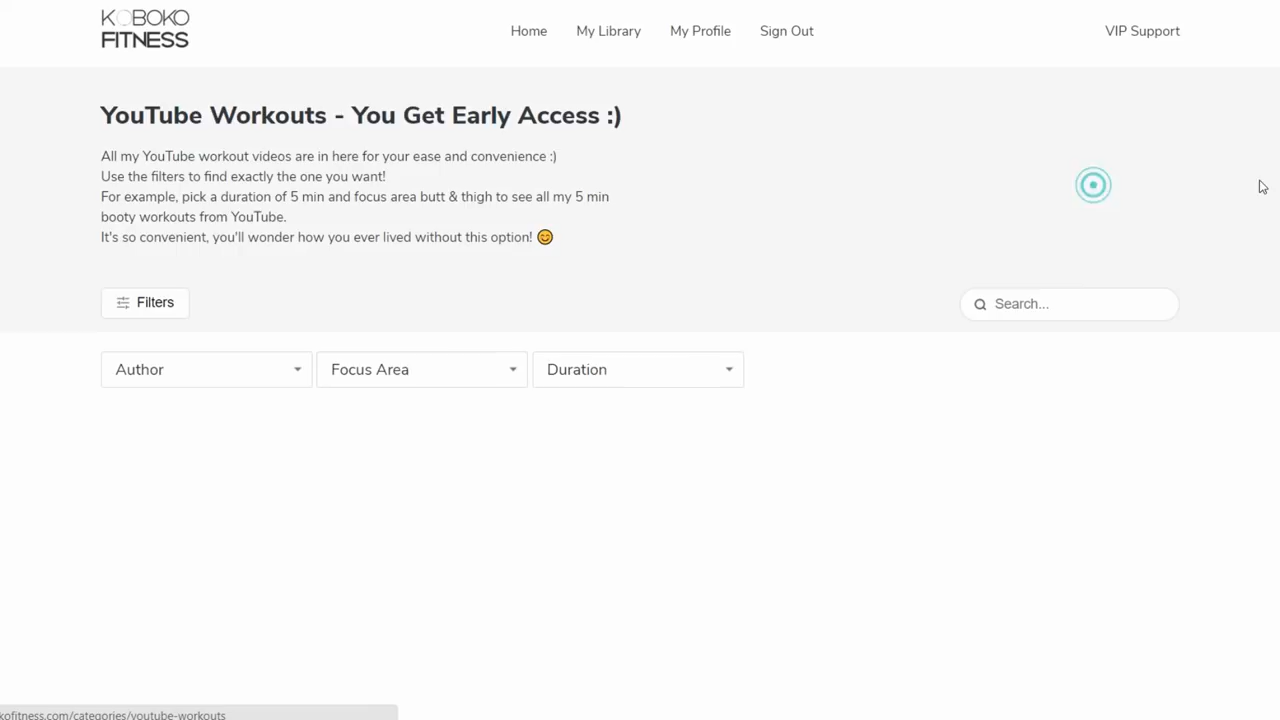 KOBOKO
FITNESS
Home My Library My Profile Sign Out VIP Support
YouTube Workouts - You Get Early Access :)
All my YouTube workout videos are in here for your ease and convenience :)
Use the filters to find exactly the one you want!
For example, pick a duration of 5 min and focus area butt & thigh to see all my 5 min
booty workouts from YouTube.
It's so convenient, you'll wonder how you ever lived without this option! 😊
Filters Search...
Author Focus Area Duration
kofitness.com/categories/youtube-workouts